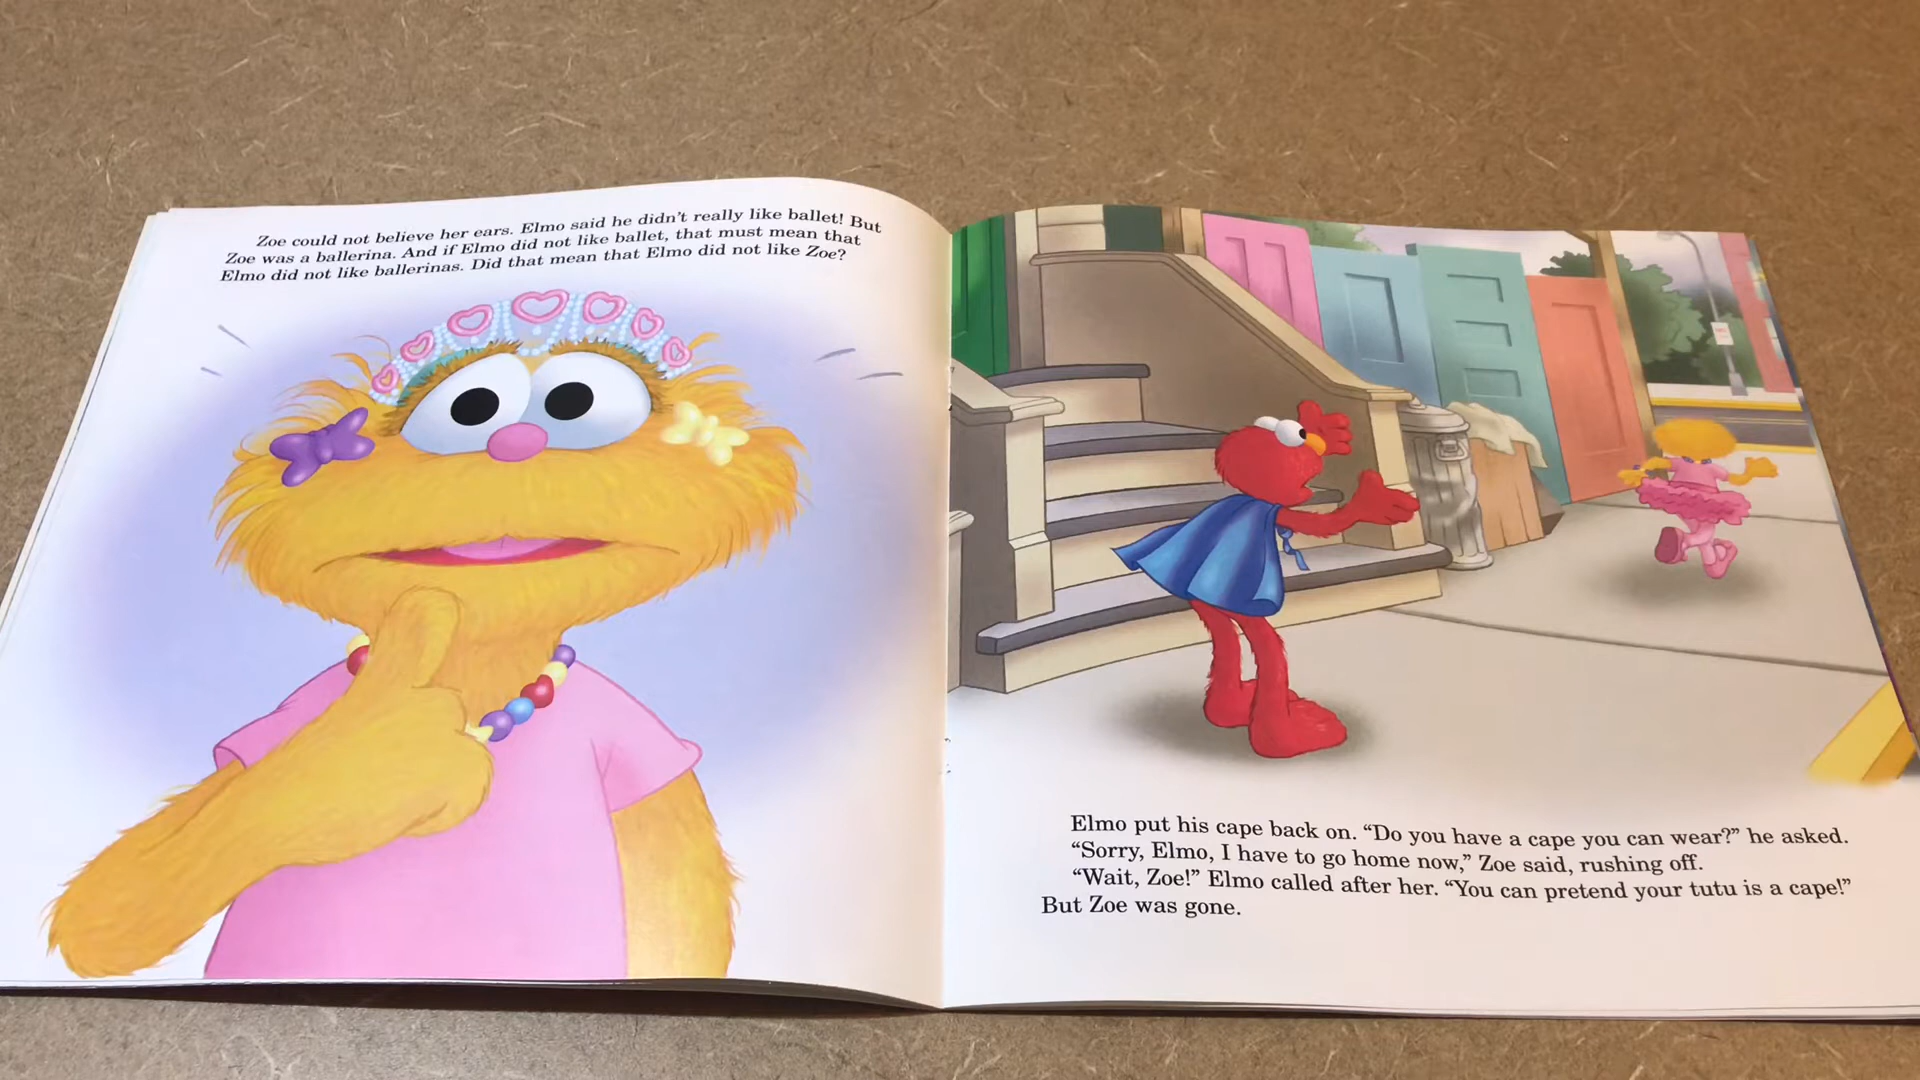 Zoe could not believe her ears. Elmo said he didn't really like ballet! But
Zoe was a ballerina. And if Elmo did not like ballet, that must mean that
Elmo did not like ballerinas. Did that mean that Elmo did not like Zoe?
Elmo put his cape back on. “Do you have a cape you can wear?” he asked.
“Sorry, Elmo, I have to go home now,” Zoe said, rushing off.
“Wait, Zoe!” Elmo called after her. “You can pretend your tutu is a cape!”
But Zoe was gone.